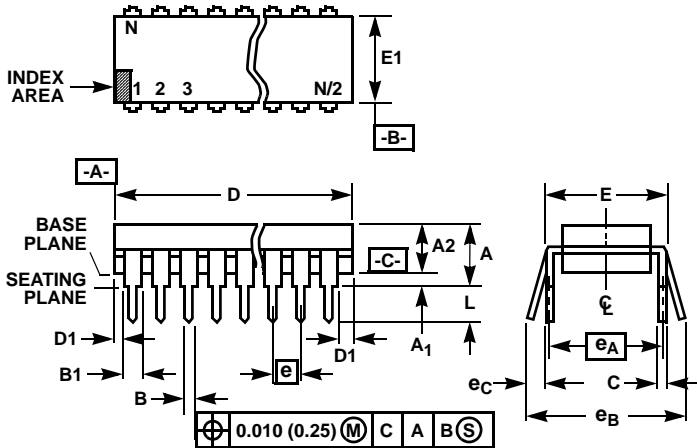 N
E1
INDEX
AREA
1 2 3 N/2
-B-
-A-
D
E
BASE
PLANE
A2 A
-C-
SEATING
PLANE
L
D1
A1
D1
eA
B1
e
eC
C
B
eB
0.010 (0.25) M C A B S
CL